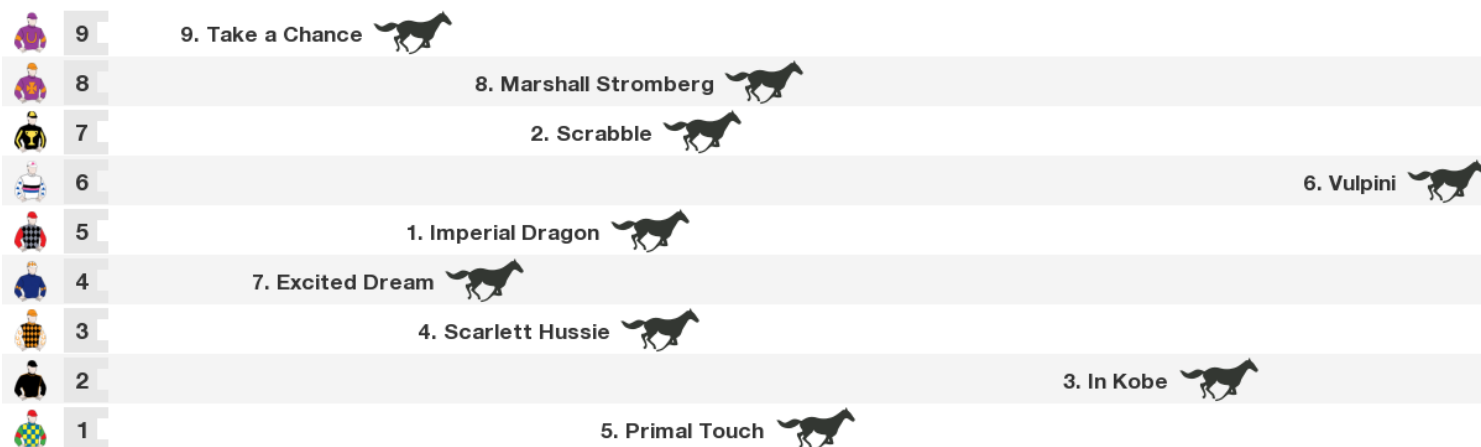 9 9. Take a Chance
8 8. Marshall Stromberg
7 2. Scrabble
6 6. Vulpini
5 1. Imperial Dragon
4 7. Excited Dream
3 4. Scarlett Hussie
2 3. In Kobe
1 5. Primal Touch